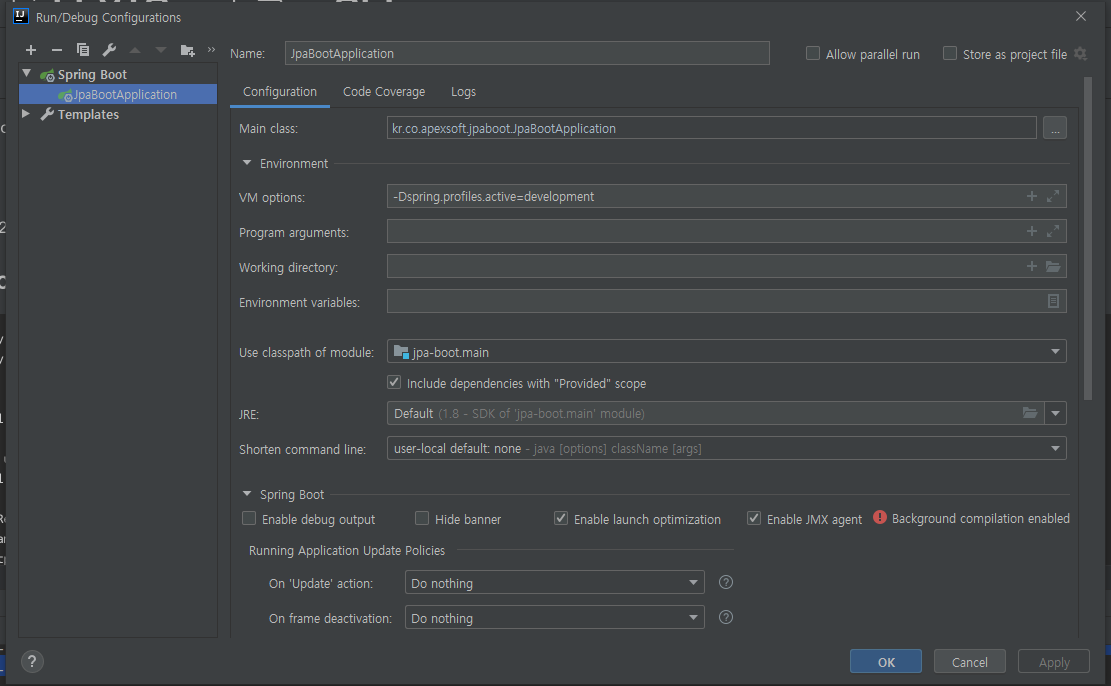 Run/Debug Configurations
Name: JpaBootApplication
Allow parallel run
Store as project file
Spring Boot
JpaBootApplication
Templates
Configuration Code Coverage Logs
Main class: kr.co.apexsoft.jpaboot.JpaBootApplication ...
Environment
VM options: -Dspring.profiles.active=development
Program arguments:
Working directory:
Environment variables:
Use classpath of module: jpa-boot.main
Include dependencies with "Provided" scope
JRE: Default (1.8 - SDK of 'jpa-boot.main' module)
Shorten command line: user-local default: none - java [options] className [args]
Spring Boot
Enable debug output Hide banner Enable launch optimization Enable JMX agent Background compilation enabled
Running Application Update Policies
On 'Update' action: Do nothing ?
On frame deactivation: Do nothing ?
? OK Cancel Apply